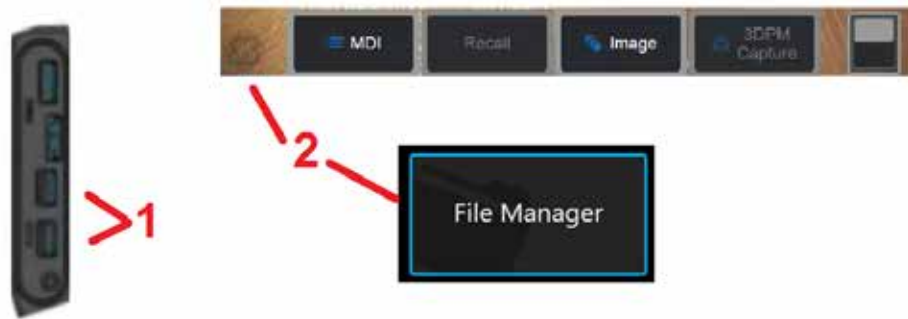 MDI
Recall
Image
3DPM
Capture
2
File Manager
1